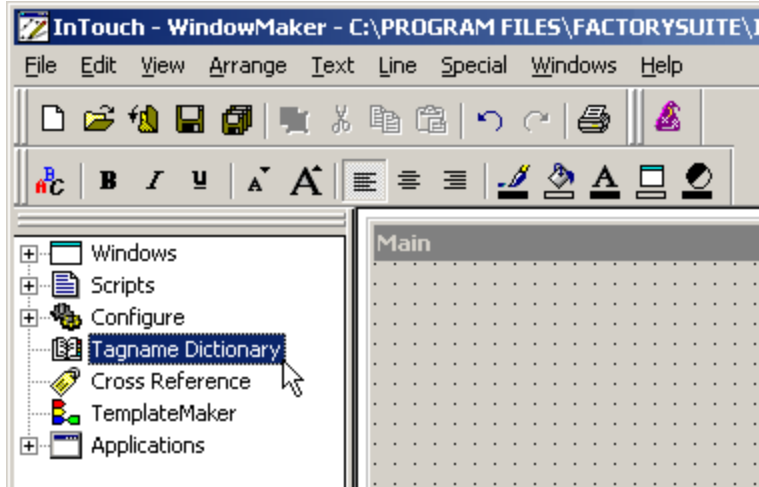 InTouch - WindowMaker - C:\PROGRAM FILES\FACTORYSUITE\
File Edit View Arrange Text Line Special Windows Help
ABC B I U A A A
Main
Windows
Scripts
Configure
Tagname Dictionary
Cross Reference
TemplateMaker
Applications